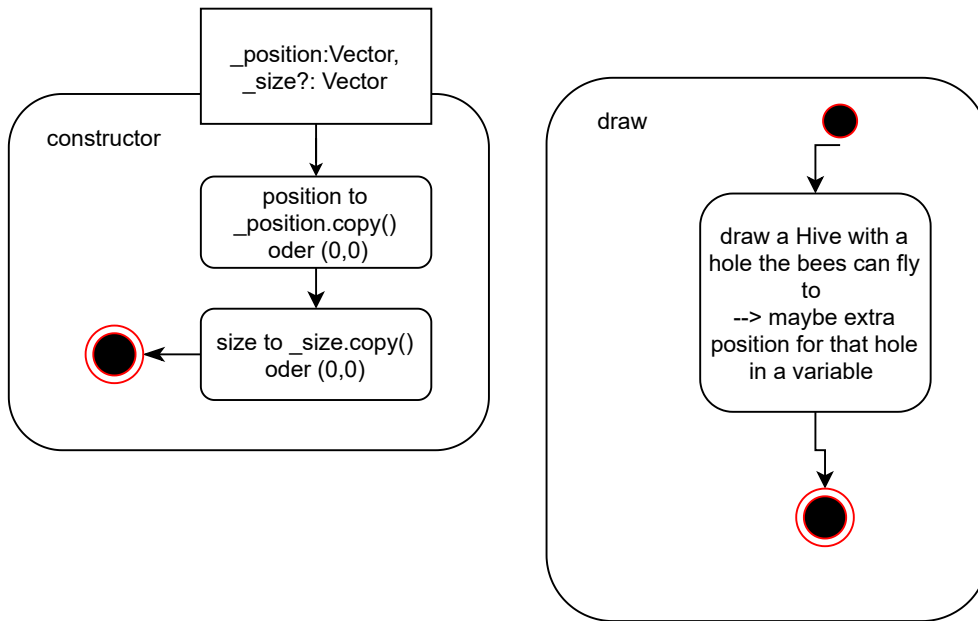 _position:Vector,
_size?: Vector
constructor
position to
_position.copy()
oder (0,0)
size to _size.copy()
oder (0,0)
draw
draw a Hive with a
hole the bees can fly
to
--> maybe extra
position for that hole
in a variable